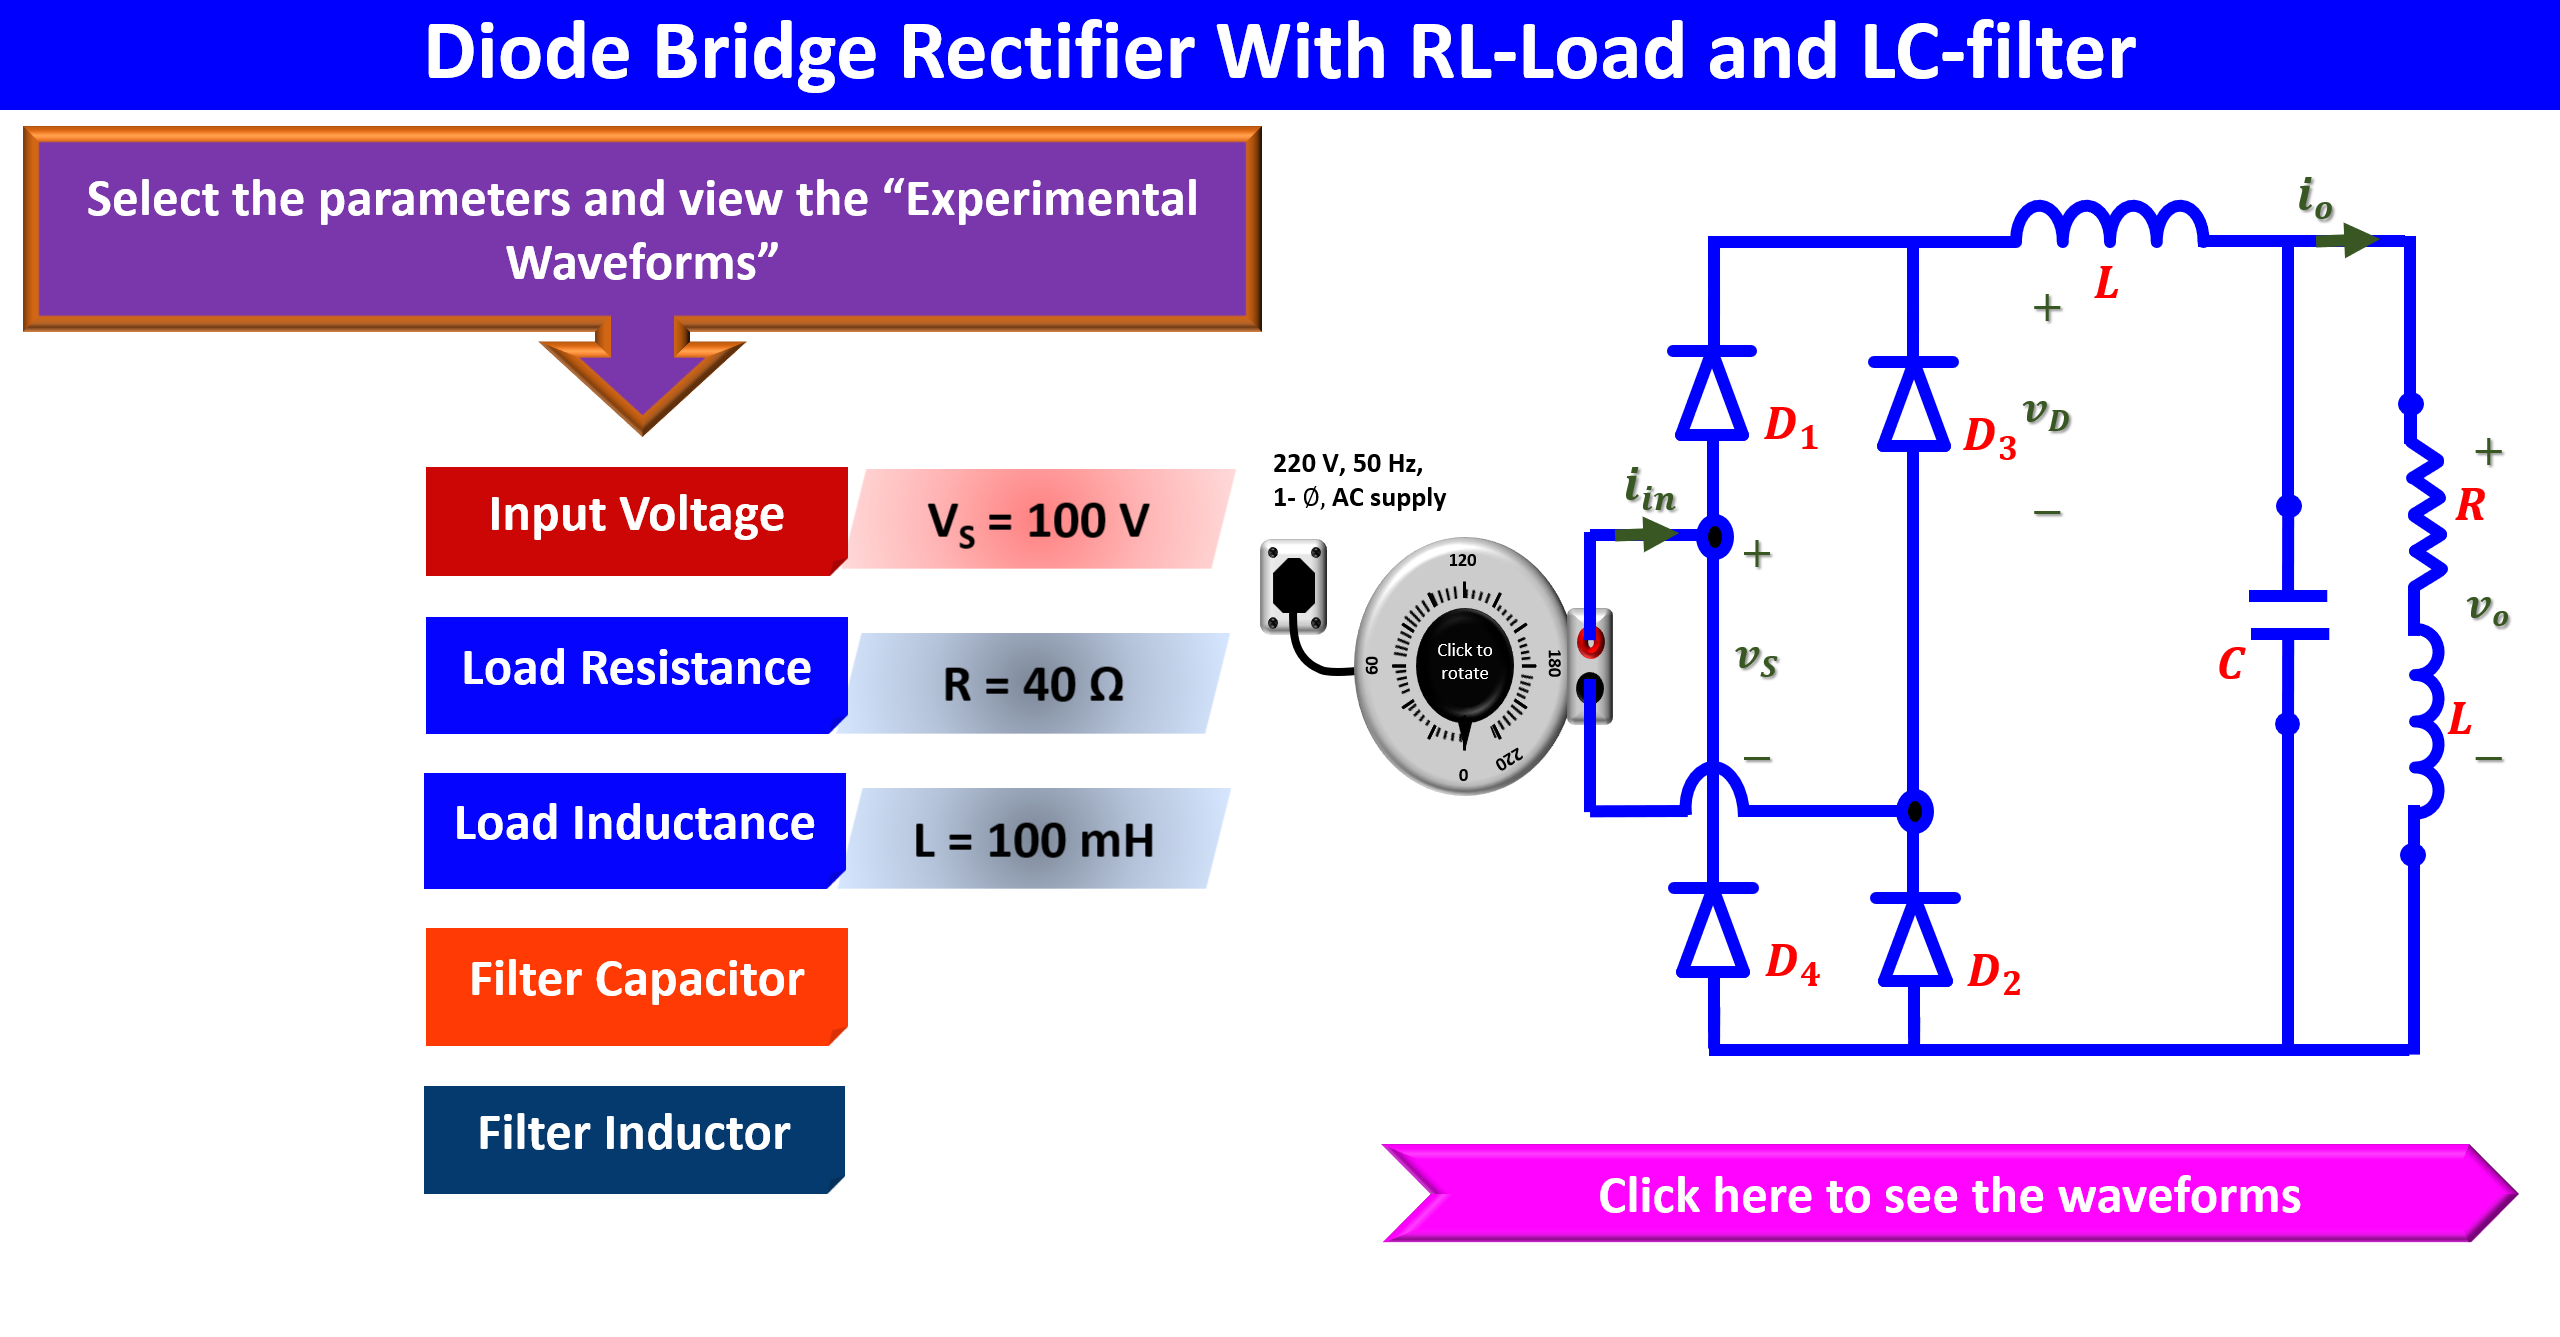 Diode Bridge Rectifier With RL-Load and LC-filter
Select the parameters and view the “Experimental
Waveforms”
Input Voltage
V_S = 100 V
Load Resistance
R = 40 Ω
Load Inductance
L = 100 mH
Filter Capacitor
Filter Inductor
220 V, 50 Hz,
1- Ø, AC supply
120
60
180
Click to
rotate
0
220
i_in
+
v_S
−
D_1
D_3
D_4
D_2
+
v_D
−
L
i_o
C
+
R
v_o
L
−
Click here to see the waveforms